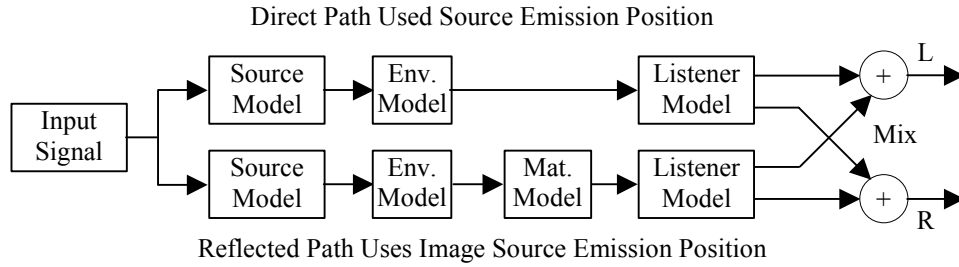 Direct Path Used Source Emission Position
Source
Model
Env.
Model
Listener
Model
+
L
Input
Signal
Mix
Source
Model
Env.
Model
Mat.
Model
Listener
Model
+
R
Reflected Path Uses Image Source Emission Position